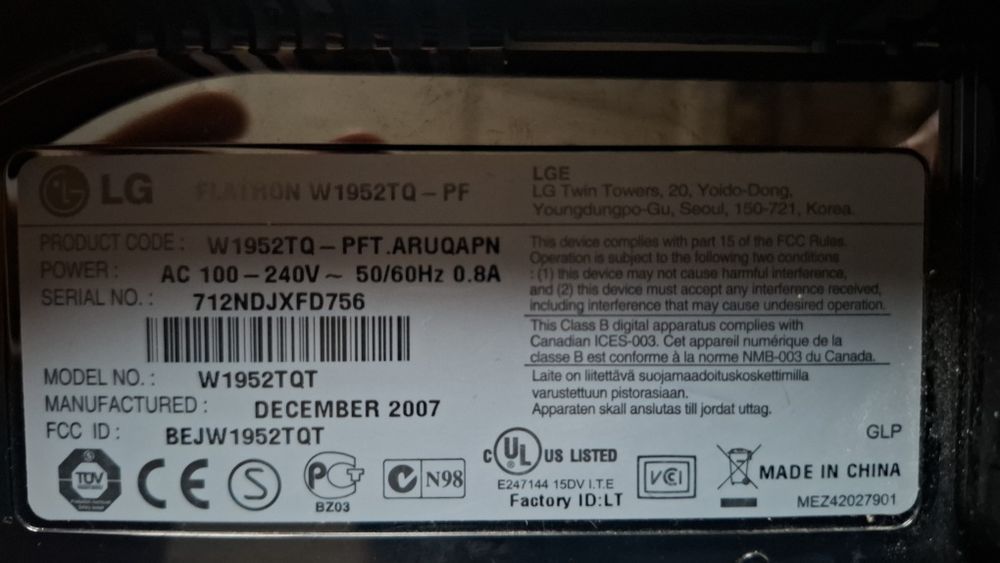 LG
FLATRON W1952TQ-PF
LGE
LG Twin Towers, 20, Yoido-Dong,
Youngdungpo-Gu, Seoul, 150-721, Korea.
PRODUCT CODE : W1952TQ-PFT.ARUQAPN
POWER : AC 100-240V~ 50/60Hz 0.8A
SERIAL NO. : 712NDJXFD756
MODEL NO. : W1952TQT
MANUFACTURED : DECEMBER 2007
FCC ID : BEJW1952TQT
This device complies with part 15 of the FCC Rules.
Operation is subject to the following two conditions
: (1) this device may not cause harmful interference,
and (2) this device must accept any interference received,
including interference that may cause undesired operation.
This Class B digital apparatus complies with
Canadian ICES-003. Cet appareil numérique de la
classe B est conforme à la norme NMB-003 du Canada.
Laite on liitettävä suojamaadoituskoskettimilla
varustettuun pistorasiaan.
Apparaten skall anslutas till jordat uttag.
GLP
TÜV
CE
S
PCT
BZ03
N98
C UL US LISTED
E247144 15DV I.T.E
Factory ID:LT
VCI
MADE IN CHINA
MEZ42027901